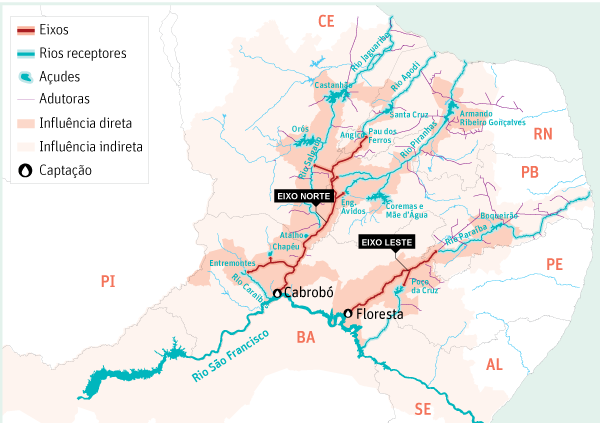 Eixos
Rios receptores
Açudes
Adutoras
Influência direta
Influência indireta
Captação
CE
Rio Jaguaribe
Rio Apodi
Castanhão
Santa Cruz
Armando
Ribeiro Gonçalves
Orós
Angicos
Pau dos
Ferros
Rio Piranhas
RN
Rio Salgado
PB
EIXO NORTE
Eng.
Ávidos
Coremas e
Mãe d'Água
Boqueirão
Atalho
Chapéu
EIXO LESTE
Rio Paraíba
Entremontes
PE
PI
Rio Caraíbas
Cabrobó
Poço
da Cruz
Floresta
BA
Rio São Francisco
AL
SE